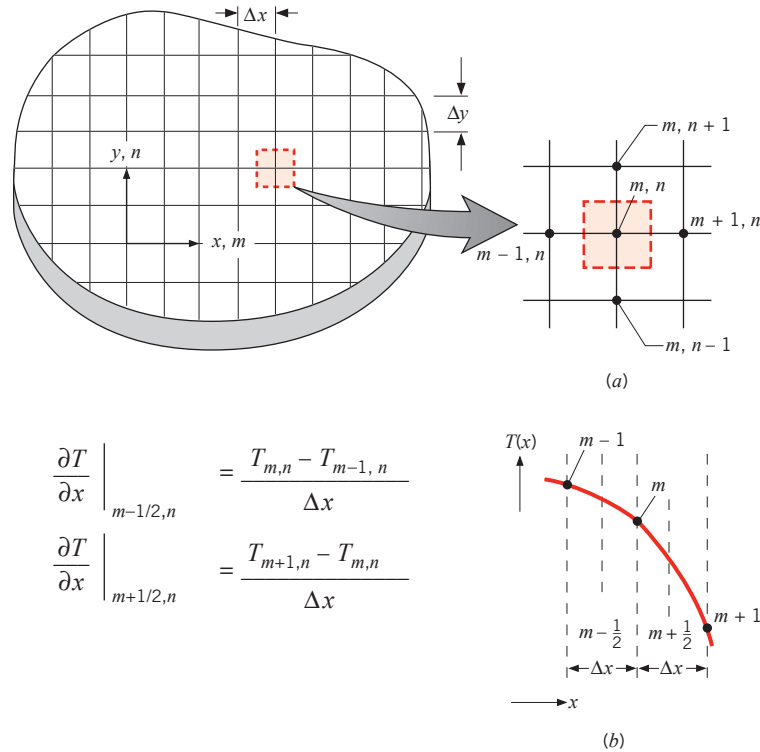 Δx
Δy
y, n
x, m
m, n + 1
m, n
m + 1, n
m − 1, n
m, n − 1
(a)
∂T/∂x |m−1/2,n = (Tm,n − Tm−1, n)/Δx
∂T/∂x |m+1/2,n = (Tm+1,n − Tm,n)/Δx
T(x)
m − 1
m
m + 1
m − 1/2
m + 1/2
Δx
Δx
x
(b)